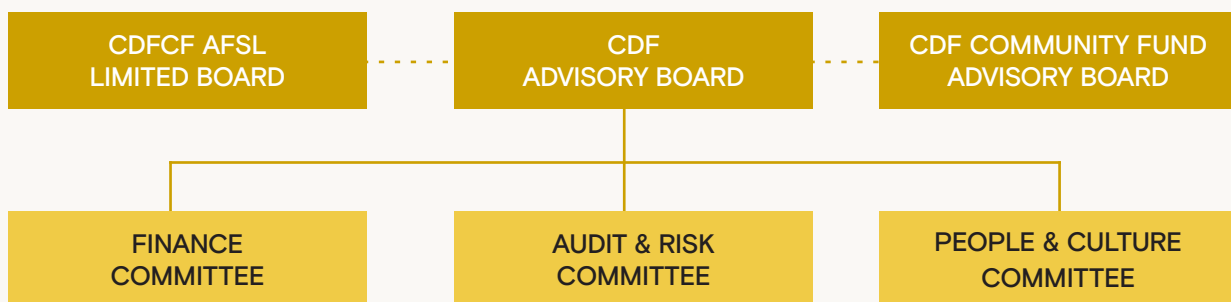 CDFCF AFSL
LIMITED BOARD
CDF
ADVISORY BOARD
CDF COMMUNITY FUND
ADVISORY BOARD
FINANCE
COMMITTEE
AUDIT & RISK
COMMITTEE
PEOPLE & CULTURE
COMMITTEE